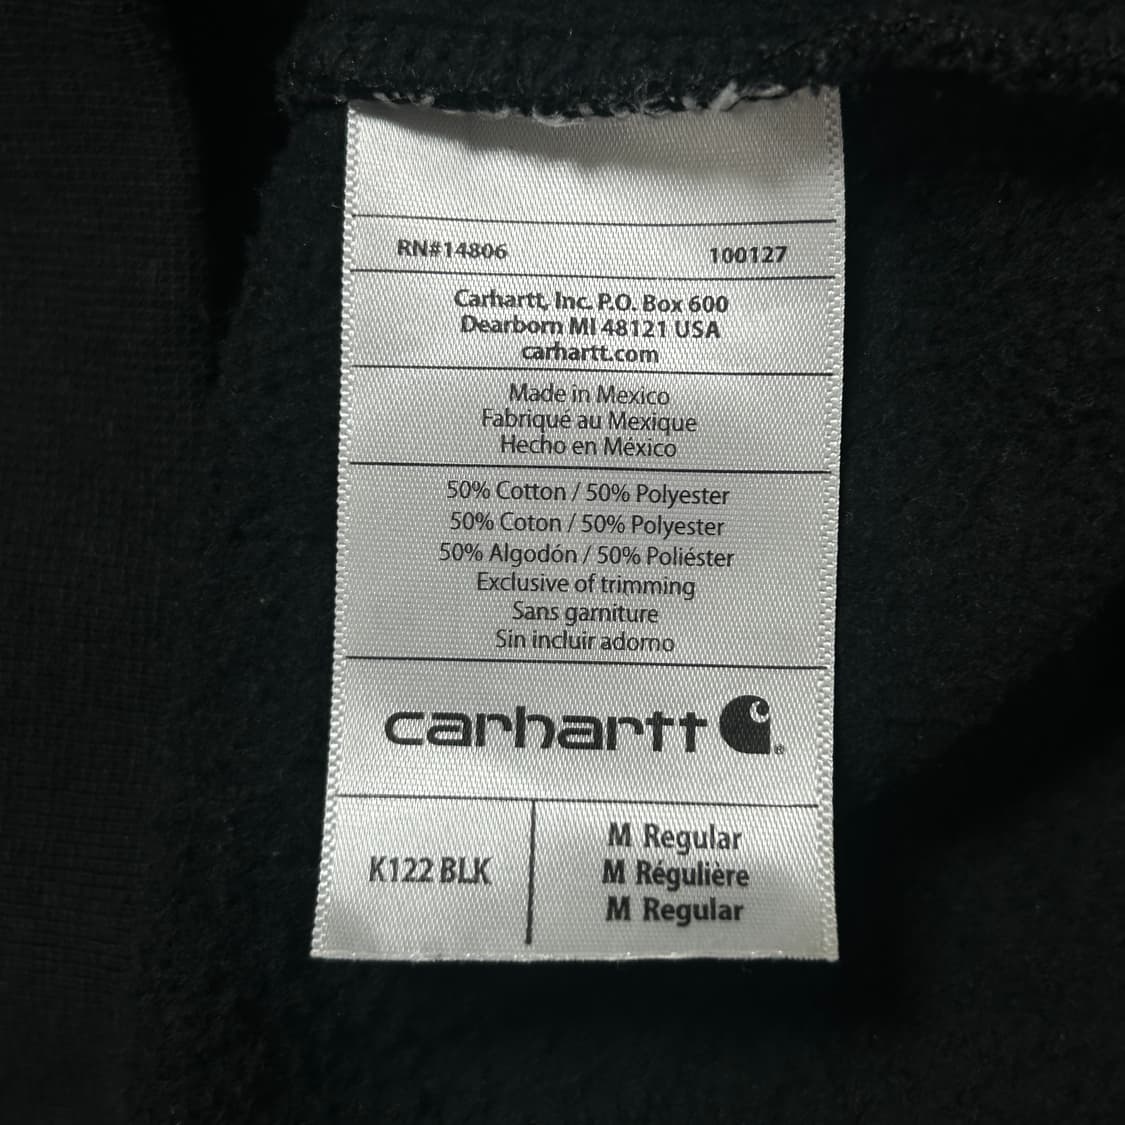 RN#14806 100127
Carhartt, Inc. P.O. Box 600
Dearborn MI 48121 USA
carhartt.com
Made in Mexico
Fabriqué au Mexique
Hecho en México
50% Cotton / 50% Polyester
50% Coton / 50% Polyester
50% Algodón / 50% Poliéster
Exclusive of trimming
Sans garniture
Sin incluir adorno
carhartt ®
K122 BLK
M Regular
M Régulière
M Regular